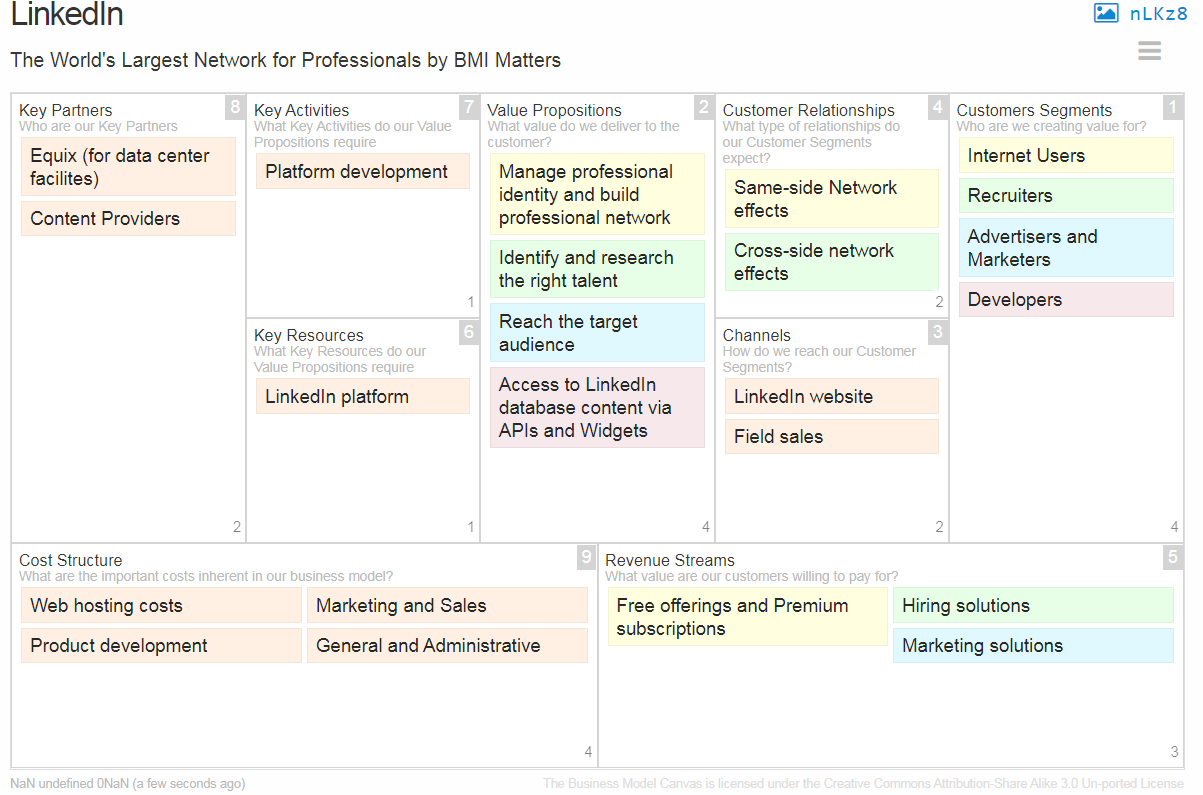 LinkedIn
nLKz8
The World's Largest Network for Professionals by BMI Matters
Key Partners
8
Who are our Key Partners
Equix (for data center
facilites)
Content Providers
2
Key Activities
7
What Key Activities do our Value
Propositions require
Platform development
1
Key Resources
6
What Key Resources do our
Value Propositions require
LinkedIn platform
1
Value Propositions
2
What value do we deliver to the
customer?
Manage professional
identity and build
professional network
Identify and research
the right talent
Reach the target
audience
Access to LinkedIn
database content via
APIs and Widgets
4
Customer Relationships
4
What type of relationships do
our Customer Segments
expect?
Same-side Network
effects
Cross-side network
effects
2
Channels
3
How do we reach our Customer
Segments?
LinkedIn website
Field sales
2
Customers Segments
1
Who are we creating value for?
Internet Users
Recruiters
Advertisers and
Marketers
Developers
4
Cost Structure
9
What are the important costs inherent in our business model?
Web hosting costs
Marketing and Sales
Product development
General and Administrative
4
Revenue Streams
5
What value are our customers willing to pay for?
Free offerings and Premium
subscriptions
Hiring solutions
Marketing solutions
3
NaN undefined 0NaN (a few seconds ago)
The Business Model Canvas is licensed under the Creative Commons Attribution-Share Alike 3.0 Un-ported License